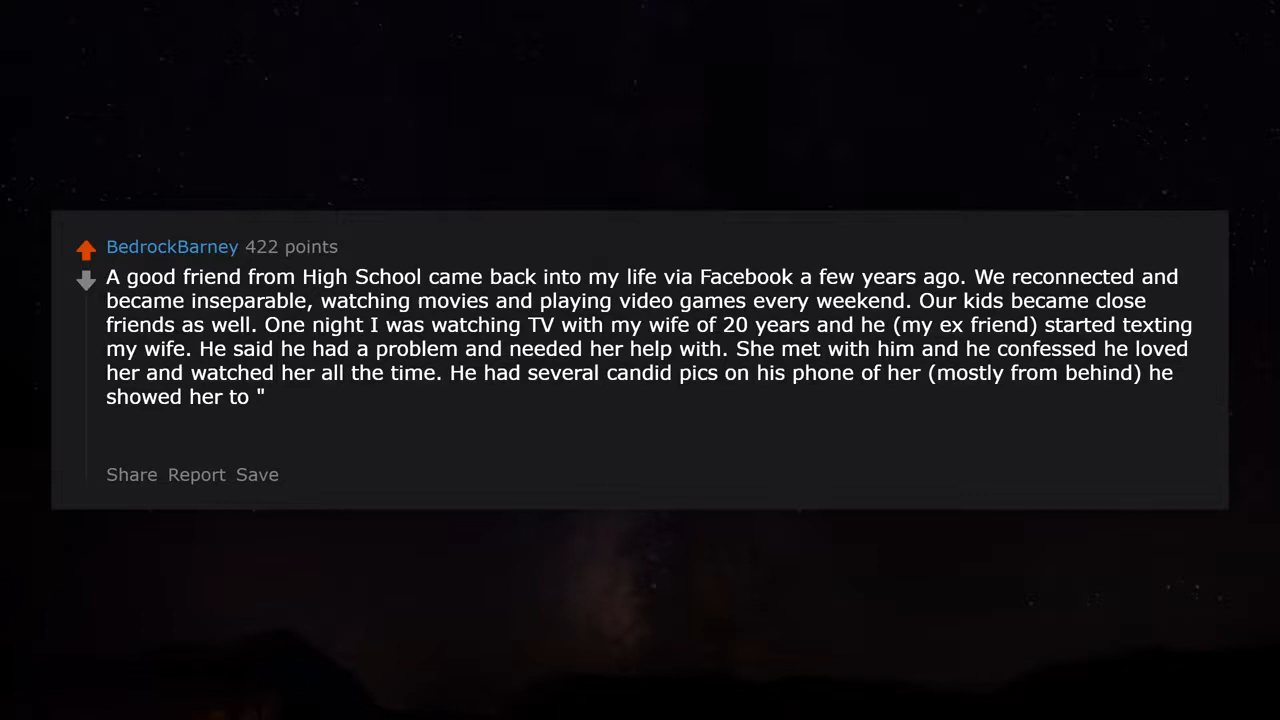 BedrockBarney 422 points
A good friend from High School came back into my life via Facebook a few years ago. We reconnected and
became inseparable, watching movies and playing video games every weekend. Our kids became close
friends as well. One night I was watching TV with my wife of 20 years and he (my ex friend) started texting
my wife. He said he had a problem and needed her help with. She met with him and he confessed he loved
her and watched her all the time. He had several candid pics on his phone of her (mostly from behind) he
showed her to "
Share Report Save